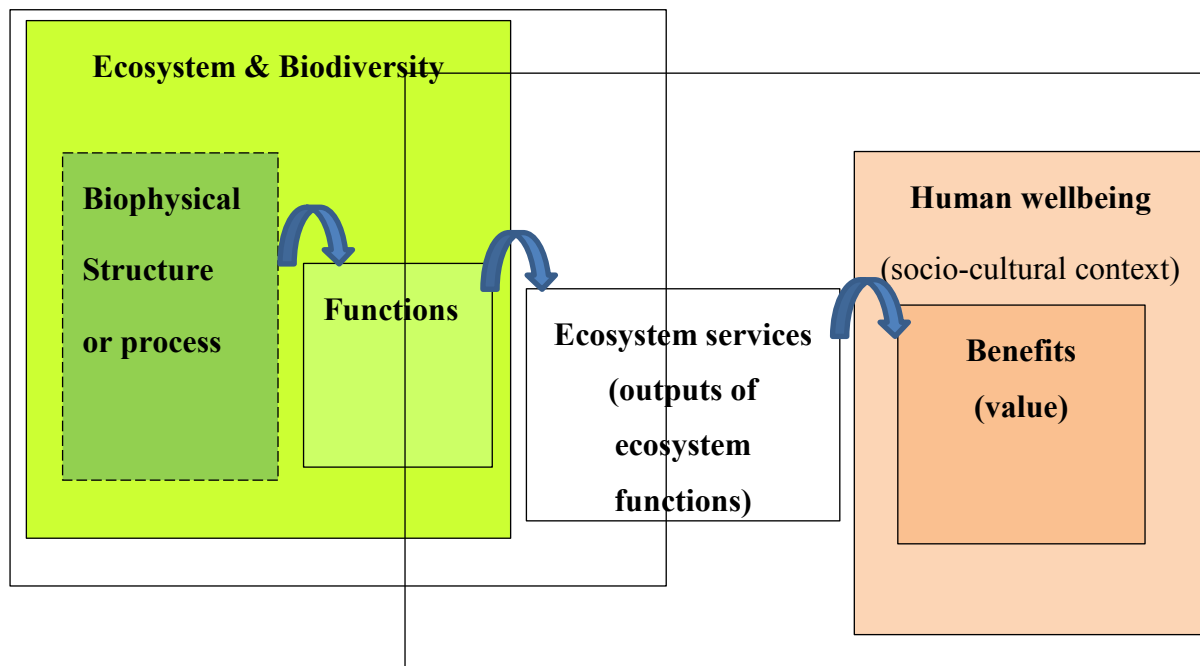 Ecosystem & Biodiversity
Biophysical
Structure
or process
Functions
Ecosystem services
(outputs of
ecosystem
functions)
Human wellbeing
(socio-cultural context)
Benefits
(value)